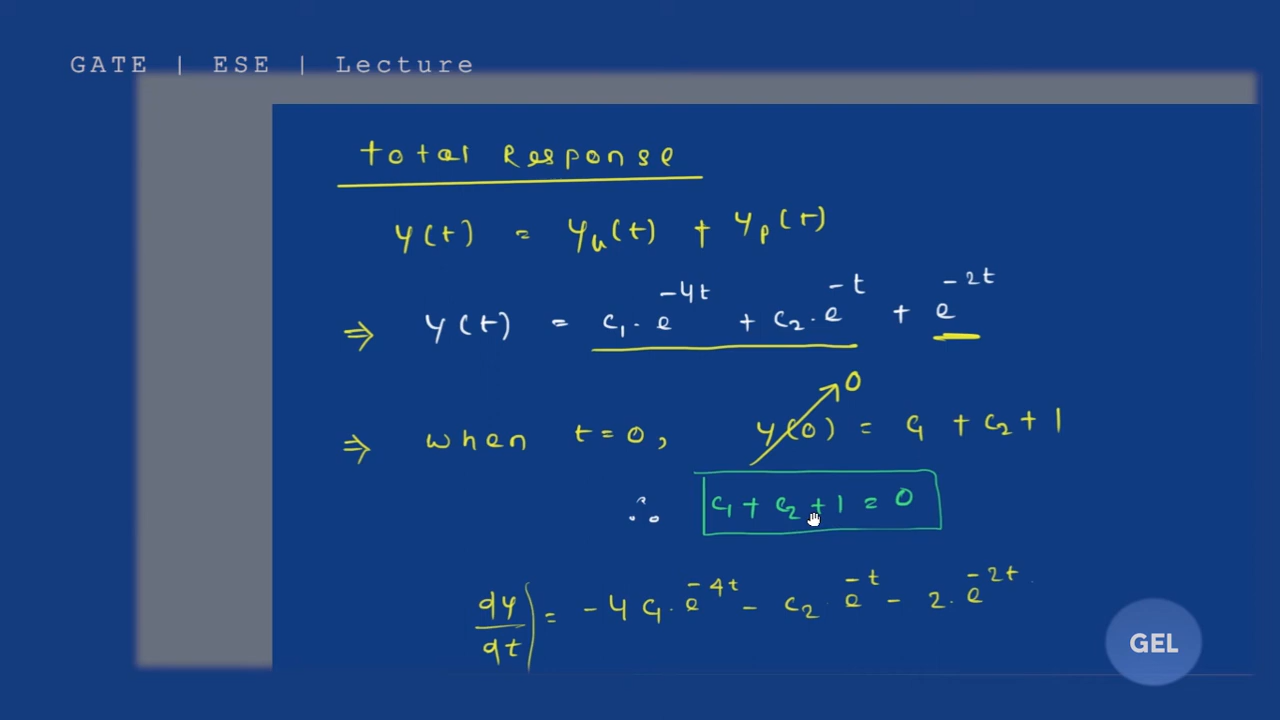 GATE | ESE | Lecture
Total Response
y(t) = yₕ(t) + yₚ(t)
⇒ y(t) = c₁·e^-4t + c₂·e^-t + e^-2t
⇒ when t=0, y(0) = c₁ + c₂ + 1
0
∴ c₁ + c₂ + 1 = 0
dy/dt) = -4c₁·e^-4t - c₂·e^-t - 2·e^-2t
GEL